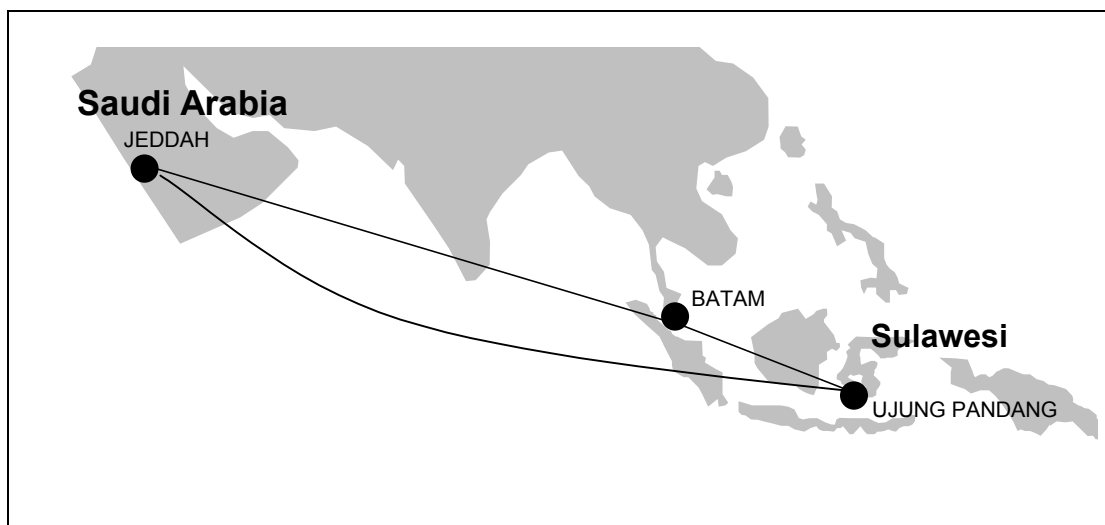 Saudi Arabia
JEDDAH
BATAM
Sulawesi
UJUNG PANDANG